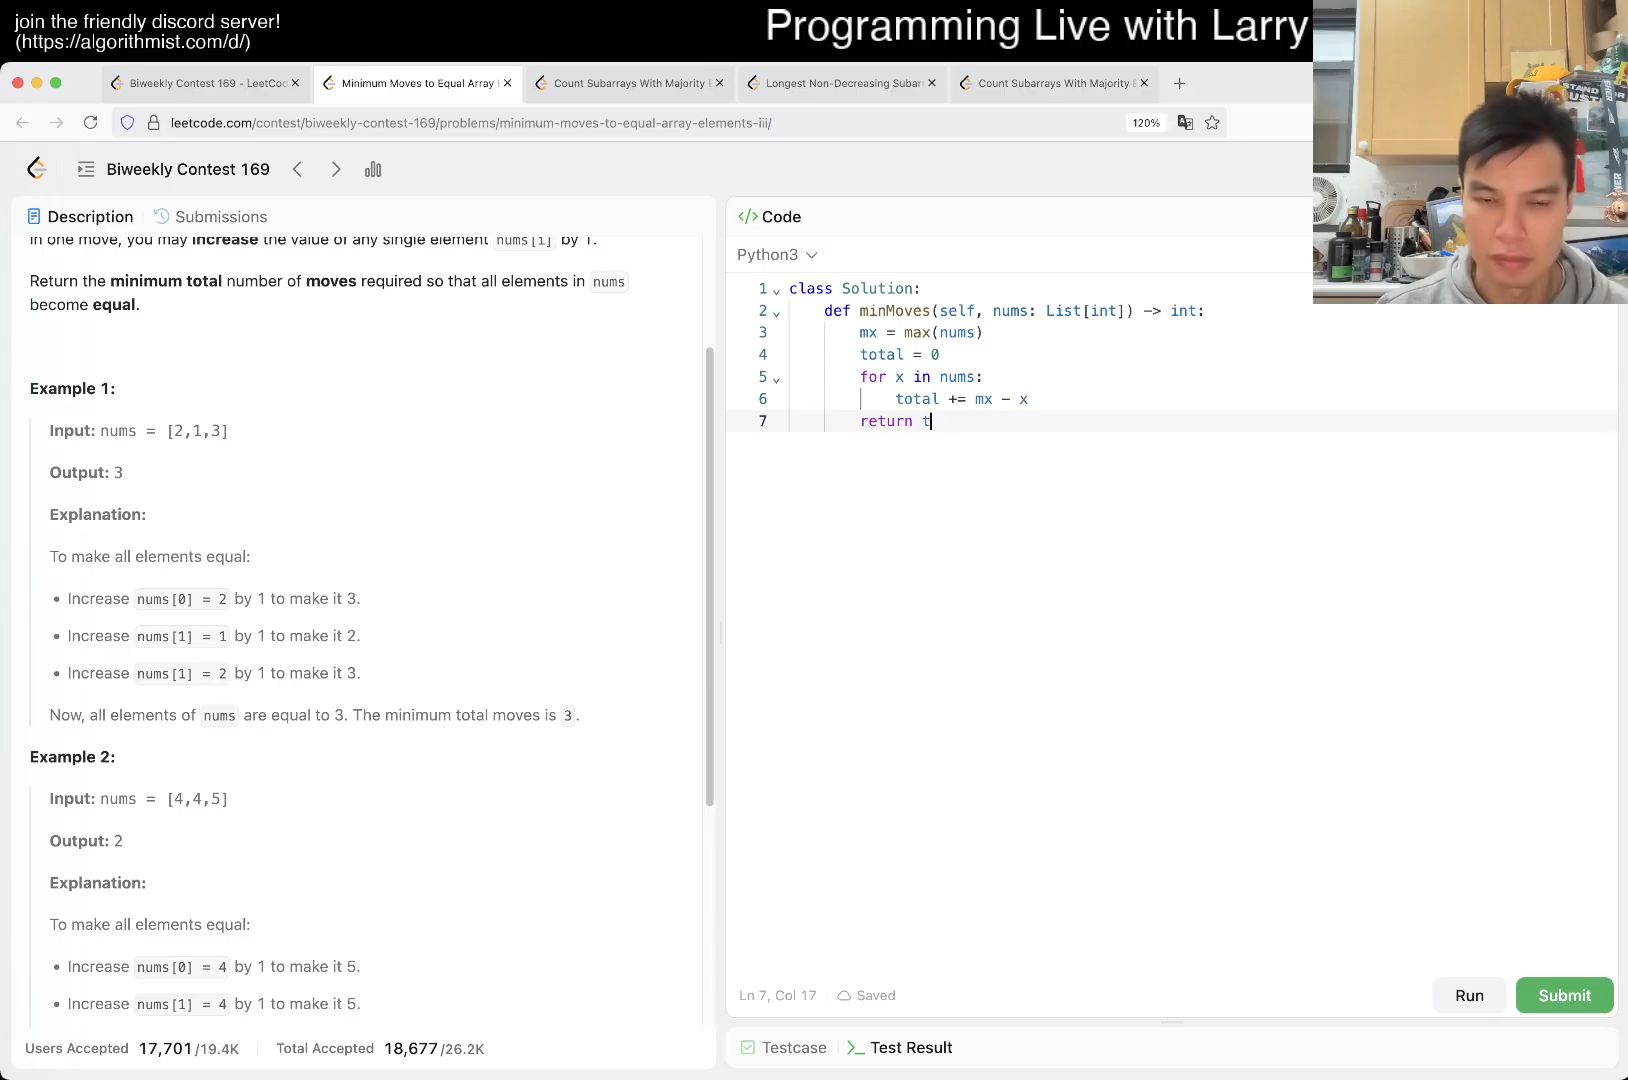 join the friendly discord server!
(https://algorithmist.com/d/)
Programming Live with Larry
Biweekly Contest 169 - LeetCod
Minimum Moves to Equal Array
Count Subarrays With Majority
Longest Non-Decreasing Subar
Count Subarrays With Majority
leetcode.com/contest/biweekly-contest-169/problems/minimum-moves-to-equal-array-elements-iii/
120%
Biweekly Contest 169
Description
Submissions
In one move, you may increase the value of any single element nums[i] by 1.
Return the minimum total number of moves required so that all elements in nums
become equal.
Example 1:
Input: nums = [2,1,3]
Output: 3
Explanation:
To make all elements equal:
• Increase nums[0] = 2 by 1 to make it 3.
• Increase nums[1] = 1 by 1 to make it 2.
• Increase nums[1] = 2 by 1 to make it 3.
Now, all elements of nums are equal to 3. The minimum total moves is 3.
Example 2:
Input: nums = [4,4,5]
Output: 2
Explanation:
To make all elements equal:
• Increase nums[0] = 4 by 1 to make it 5.
• Increase nums[1] = 4 by 1 to make it 5.
Users Accepted 17,701/19.4K
Total Accepted 18,677/26.2K
</> Code
Python3
1 class Solution:
2 def minMoves(self, nums: List[int]) -> int:
3 mx = max(nums)
4 total = 0
5 for x in nums:
6 total += mx - x
7 return t
Ln 7, Col 17
Saved
Run
Submit
Testcase
Test Result